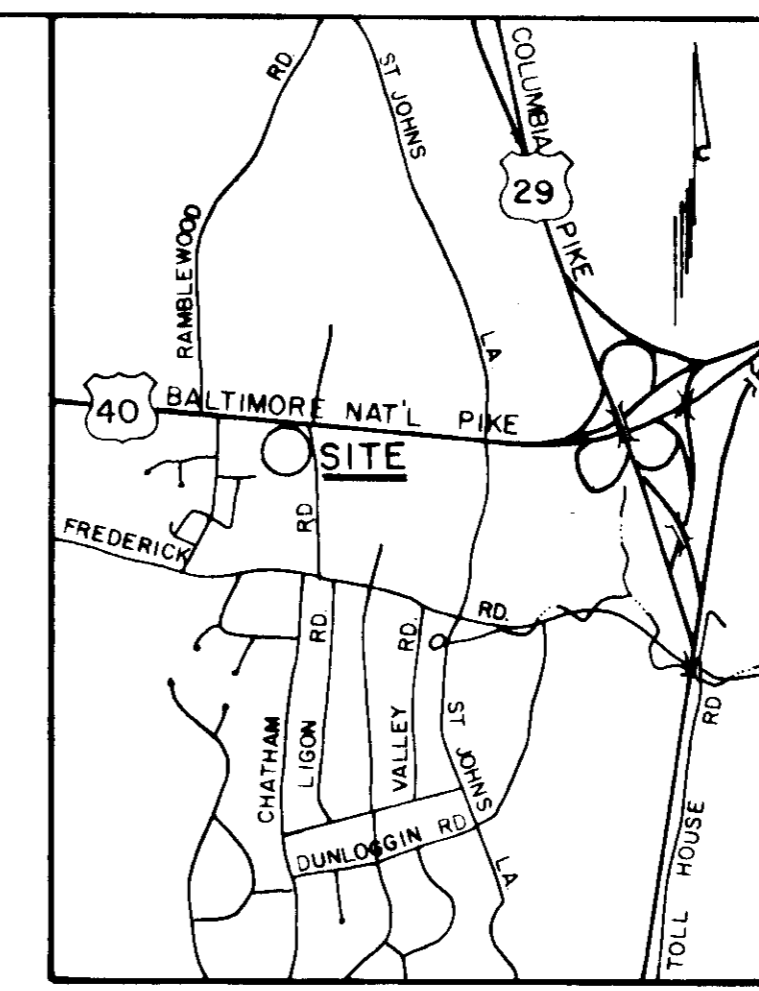 RAMBLEWOOD RD.
ST JOHNS LA
COLUMBIA PIKE
29
40
BALTIMORE NAT'L PIKE
SITE
RD
FREDERICK RD.
CHATHAM
LIGON RD.
VALLEY RD.
ST JOHNS LA.
DUNLOGGIN RD
TOLL HOUSE RD